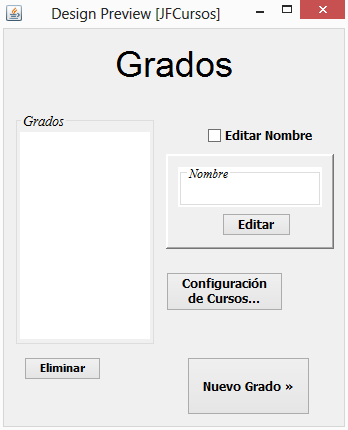 Design Preview [JFCursos]
Grados
Grados
Editar Nombre
Nombre
Editar
Configuración
de Cursos...
Eliminar
Nuevo Grado »